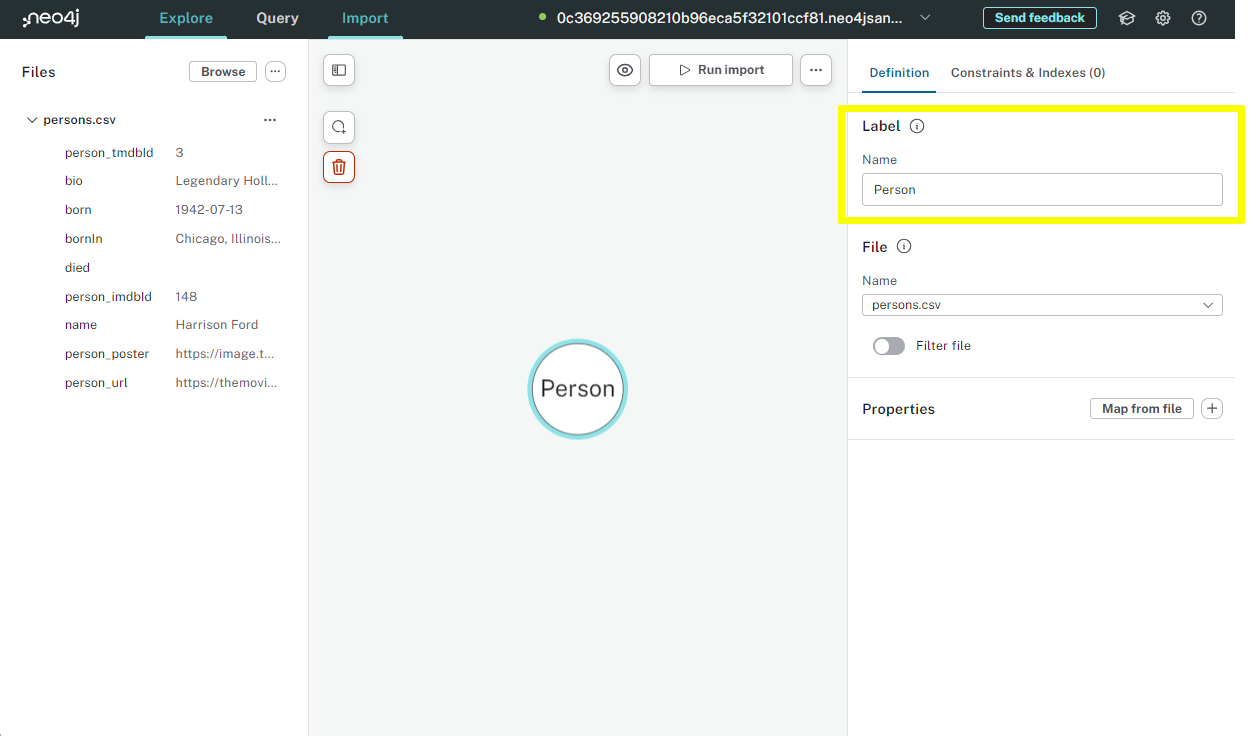 neo4j Explore Query Import 0c369255908210b96eca5f32101ccf81.neo4jsan... Send feedback
Files Browse
persons.csv
person_tmdbId 3
bio Legendary Holl...
born 1942-07-13
bornIn Chicago, Illinois...
died
person_imdbId 148
name Harrison Ford
person_poster https://image.t...
person_url https://themovi...
Run import
Person
Definition Constraints & Indexes (0)
Label
Name
Person
File
Name
persons.csv
Filter file
Properties Map from file